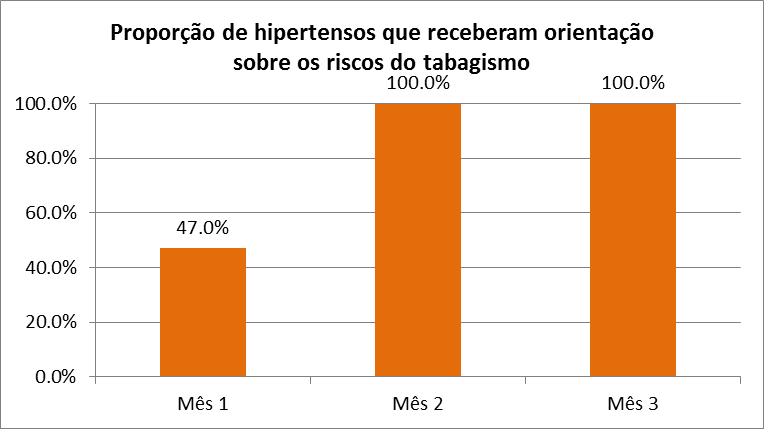 Proporção de hipertensos que receberam orientação
sobre os riscos do tabagismo
100.0%
80.0%
60.0%
40.0%
20.0%
0.0%
47.0%
100.0%
100.0%
Mês 1
Mês 2
Mês 3